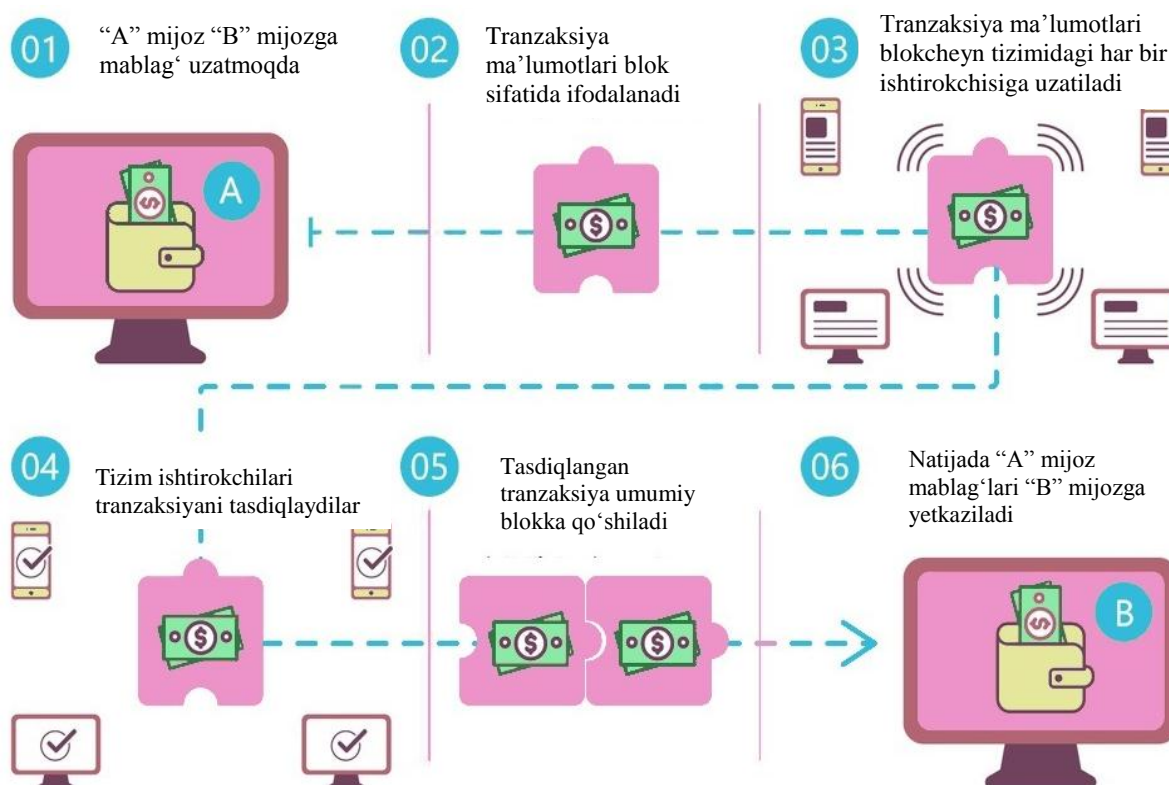 01
“A” mijoz “B” mijozga
mablag‘ uzatmoqda
A
02
Tranzaksiya
ma’lumotlari blok
sifatida ifodalanadi
$
03
Tranzaksiya ma’lumotlari
blokcheyn tizimidagi har bir
ishtirokchisiga uzatiladi
$
04
Tizim ishtirokchilari
tranzaksiyani tasdiqlaydilar
$
05
Tasdiqlangan
tranzaksiya umumiy
blokka qo‘shiladi
$ $
06
Natijada “A” mijoz
mablag‘lari “B” mijozga
yetkaziladi
$
B